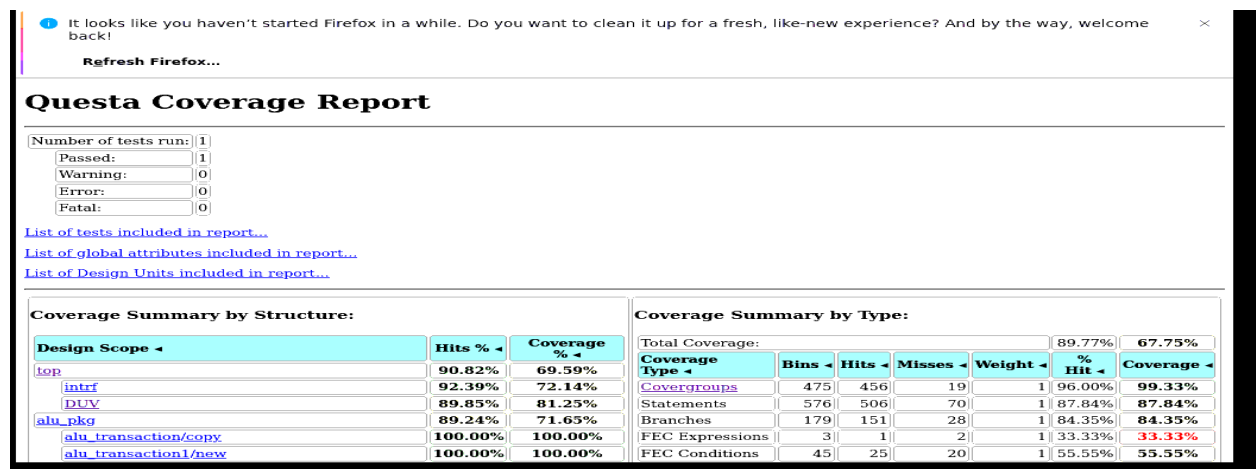 It looks like you haven't started Firefox in a while. Do you want to clean it up for a fresh, like-new experience? And by the way, welcome
back!
Refresh Firefox...
Questa Coverage Report
Number of tests run: 1
Passed: 1
Warning: 0
Error: 0
Fatal: 0
List of tests included in report...
List of global attributes included in report...
List of Design Units included in report...
Coverage Summary by Structure:
Design Scope ◂ Hits % ◂ Coverage % ◂
top 90.82% 69.59%
intrf 92.39% 72.14%
DUV 89.85% 81.25%
alu_pkg 89.24% 71.65%
alu_transaction/copy 100.00% 100.00%
alu_transaction1/new 100.00% 100.00%
Coverage Summary by Type:
Total Coverage: 89.77% 67.75%
Coverage Type ◂ Bins ◂ Hits ◂ Misses ◂ Weight ◂ % Hit ◂ Coverage ◂
Covergroups 475 456 19 1 96.00% 99.33%
Statements 576 506 70 1 87.84% 87.84%
Branches 179 151 28 1 84.35% 84.35%
FEC Expressions 3 1 2 1 33.33% 33.33%
FEC Conditions 45 25 20 1 55.55% 55.55%